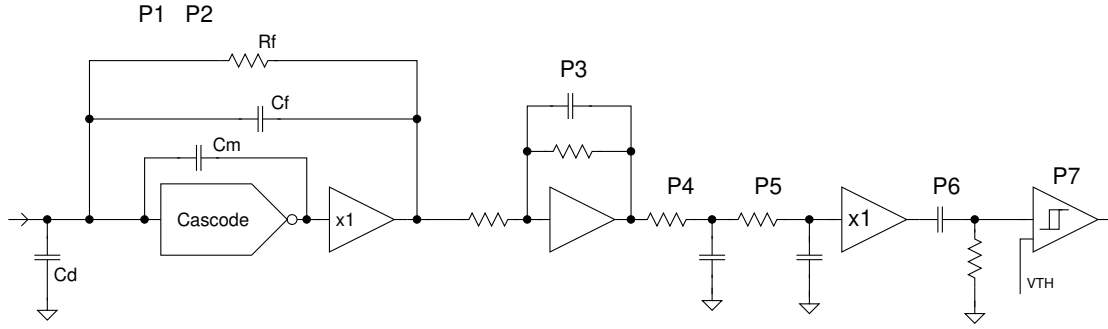 P1 P2
Rf
P3
Cf
Cm
P4 P5 P6 P7
Cascode x1 x1
Cd
VTH